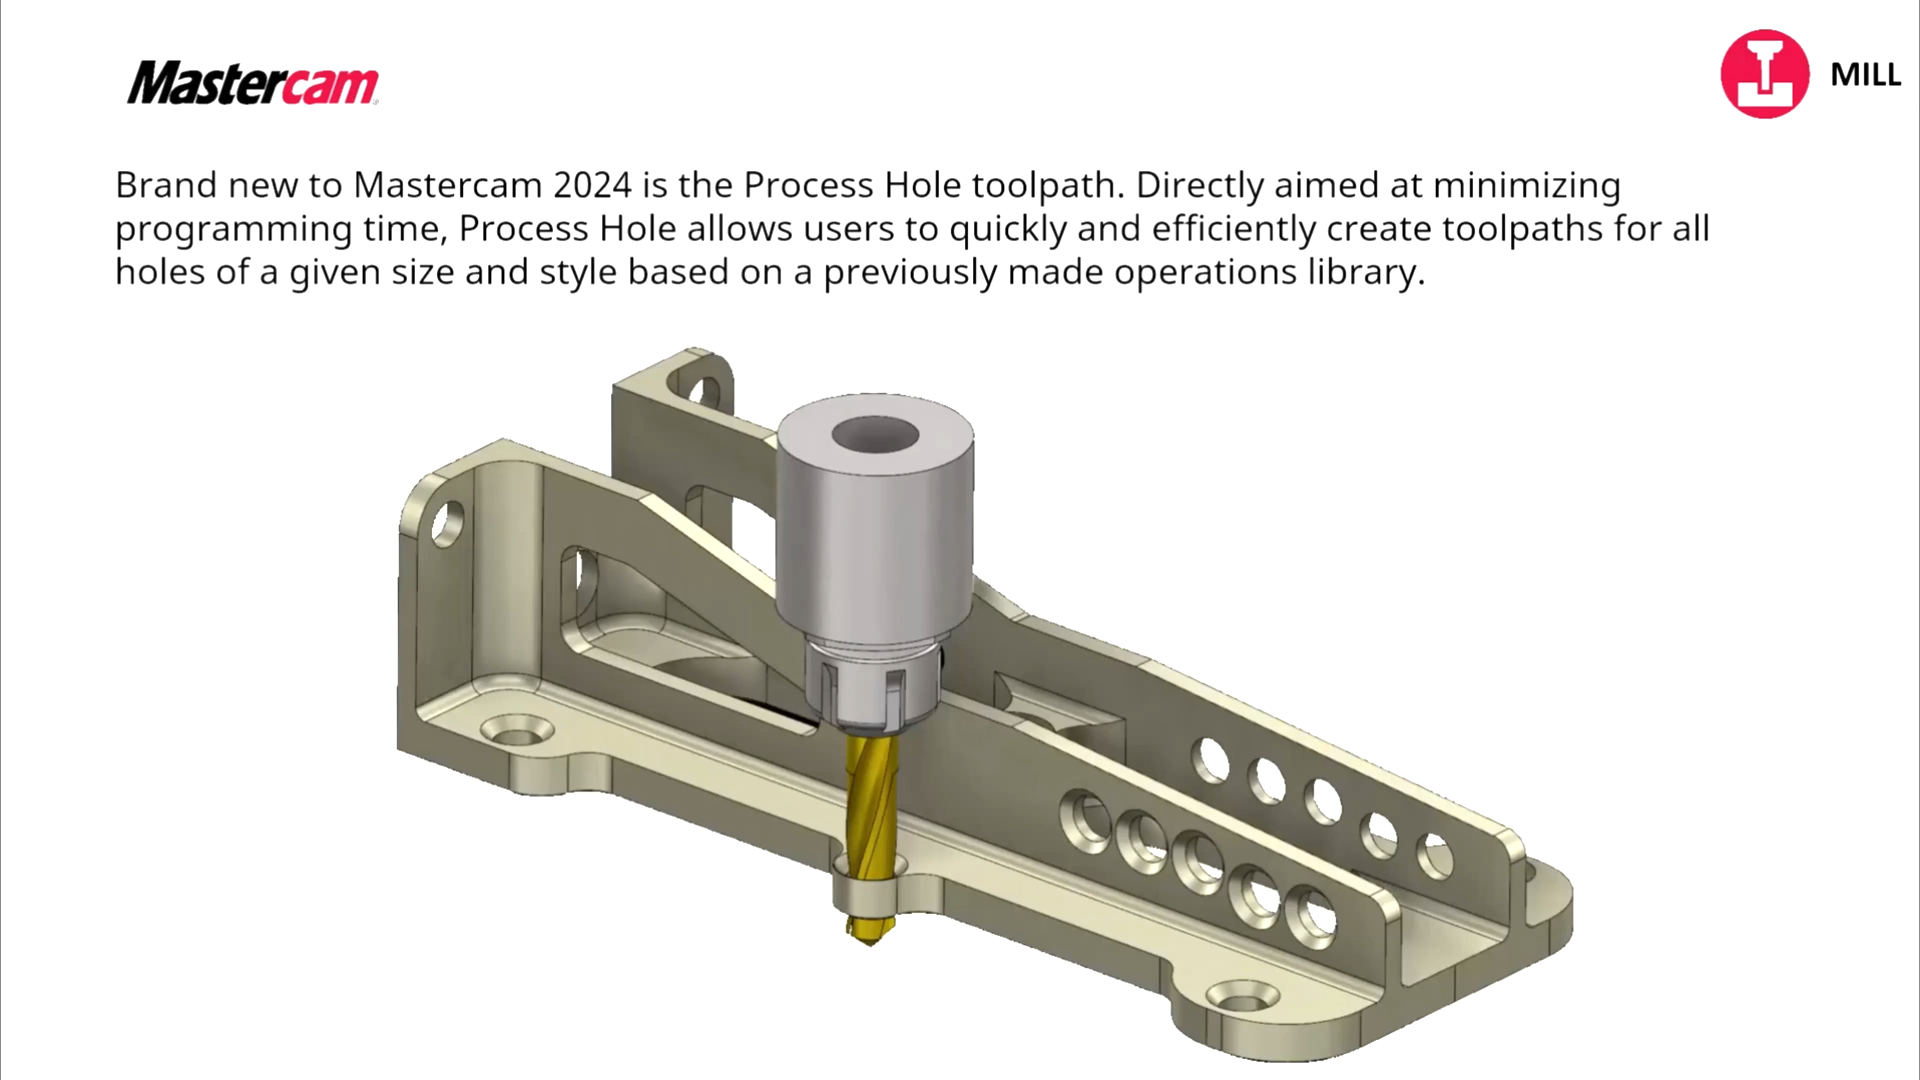 Mastercam
MILL
Brand new to Mastercam 2024 is the Process Hole toolpath. Directly aimed at minimizing
programming time, Process Hole allows users to quickly and efficiently create toolpaths for all
holes of a given size and style based on a previously made operations library.